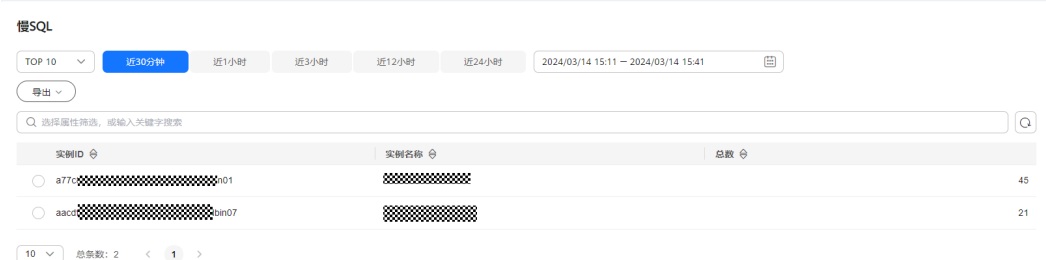 慢SQL
TOP 10 近30分钟 近1小时 近3小时 近12小时 近24小时 2024/03/14 15:11 — 2024/03/14 15:41
导出
选择属性筛选，或输入关键字搜索
实例ID 实例名称 总数
a77c n01 45
aacd bin07 21
10 总条数：2 < 1 >